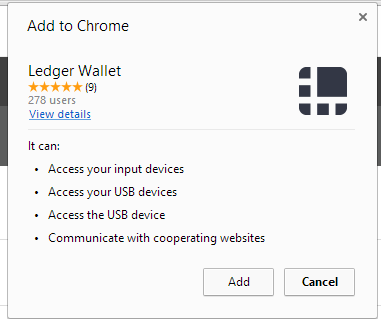 Add to Chrome
Ledger Wallet
(9)
278 users
View details
It can:
• Access your input devices
• Access your USB devices
• Access the USB device
• Communicate with cooperating websites
Add
Cancel